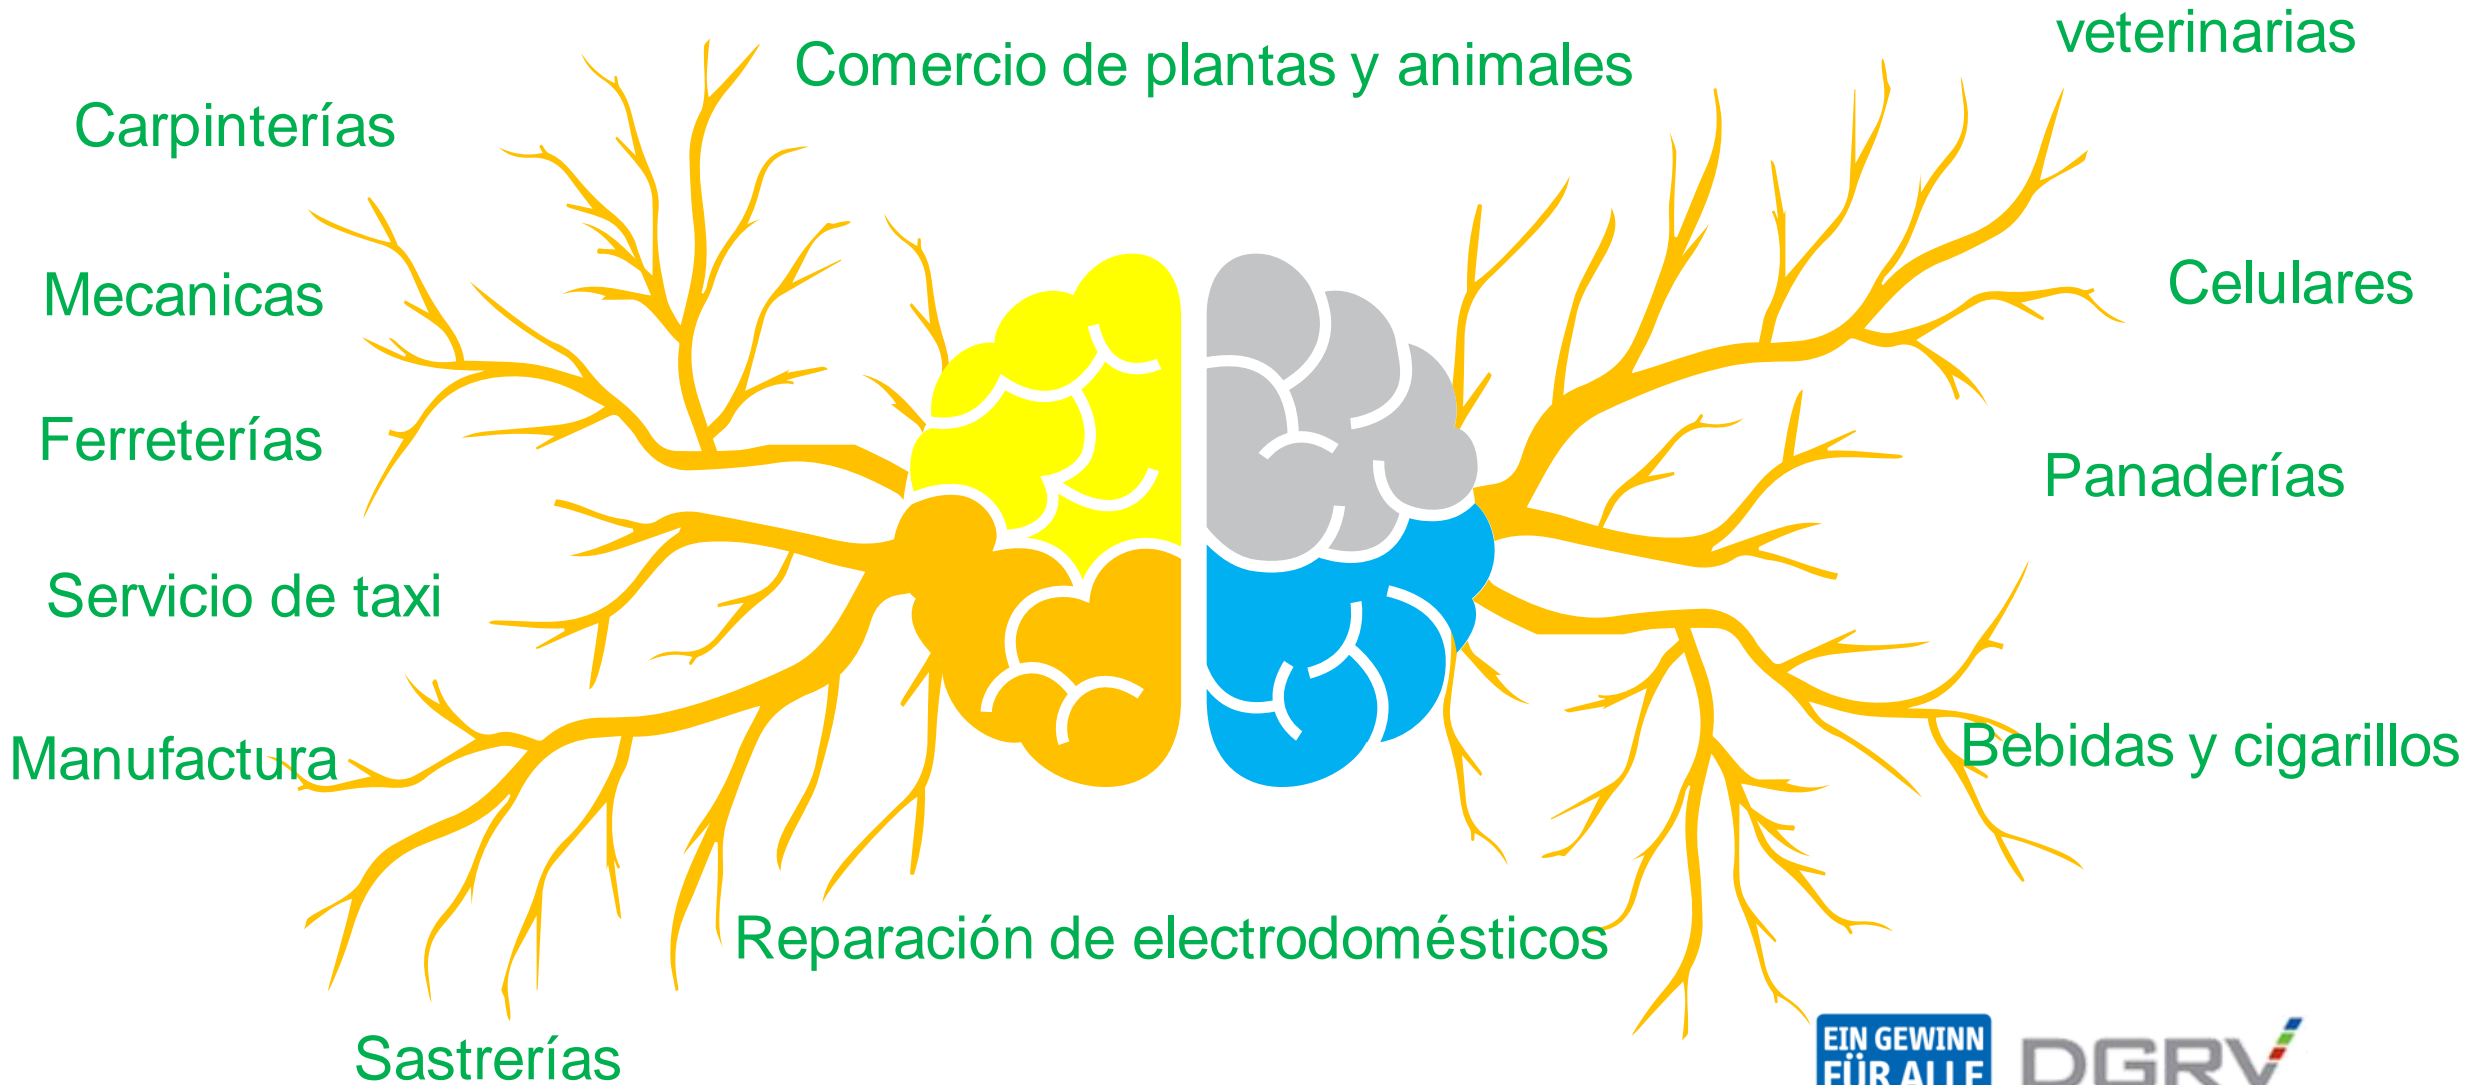 veterinarias
Comercio de plantas y animales
Carpinterías
Mecanicas
Celulares
Ferreterías
Panaderías
Servicio de taxi
Manufactura
Bebidas y cigarillos
Reparación de electrodomésticos
Sastrerías
EIN GEWINN
FÜR ALLE
DGRV